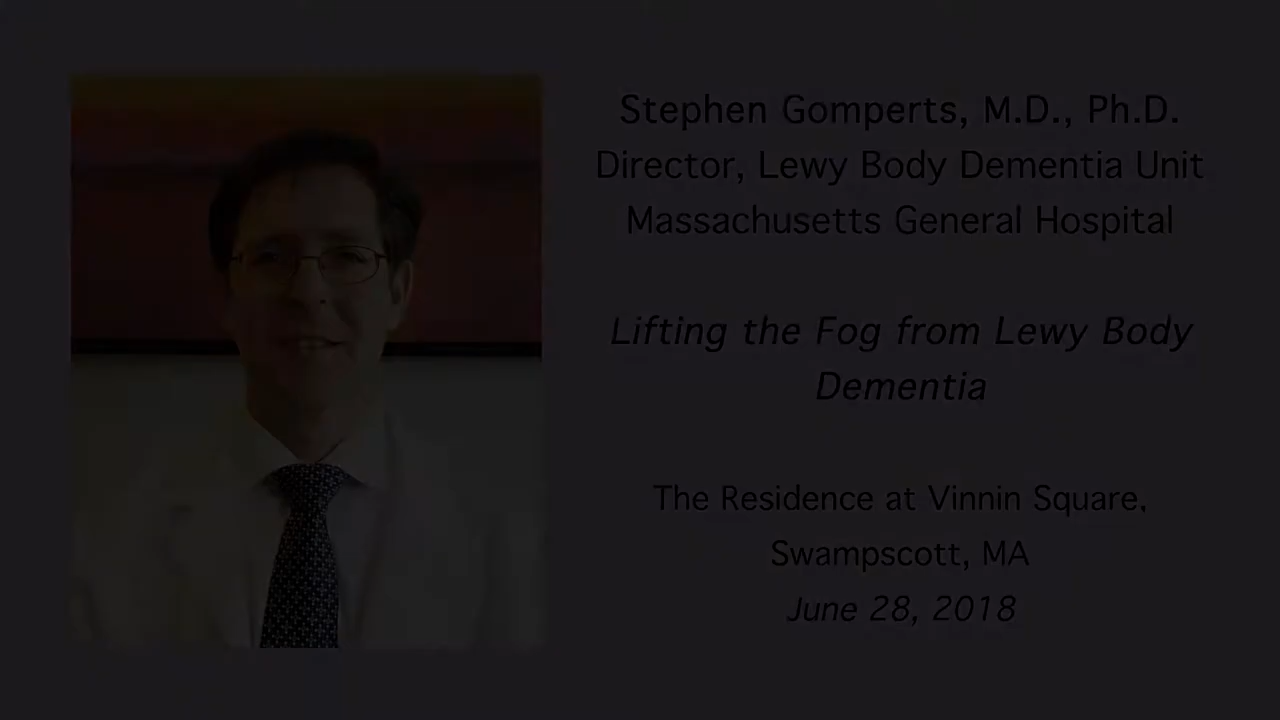 Stephen Gomperts, M.D., Ph.D.
Director, Lewy Body Dementia Unit
Massachusetts General Hospital
Lifting the Fog from Lewy Body
Dementia
The Residence at Vinnin Square,
Swampscott, MA
June 28, 2018